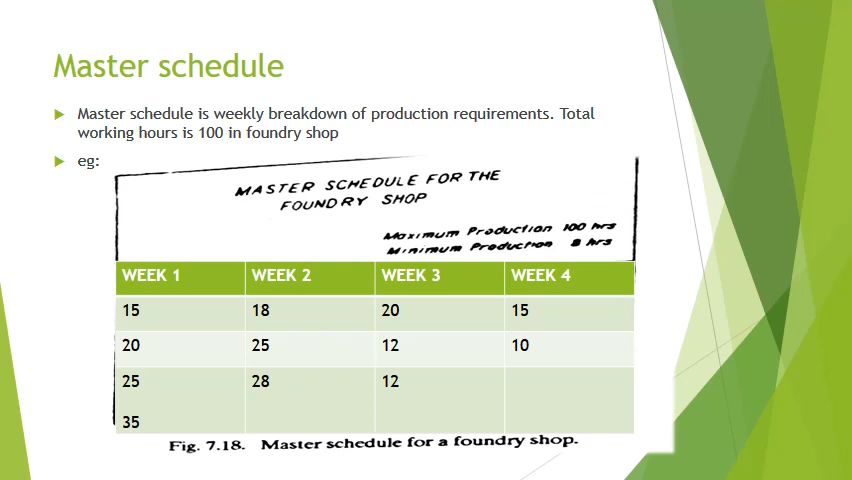 Master schedule
Master schedule is weekly breakdown of production requirements. Total
working hours is 100 in foundry shop
eg:
MASTER SCHEDULE FOR THE
FOUNDRY SHOP
Maximum Production 100 hrs
Minimum Production 8 hrs
WEEK 1 WEEK 2 WEEK 3 WEEK 4
15 18 20 15
20 25 12 10
25 28 12
35
Fig. 7.18. Master schedule for a foundry shop.